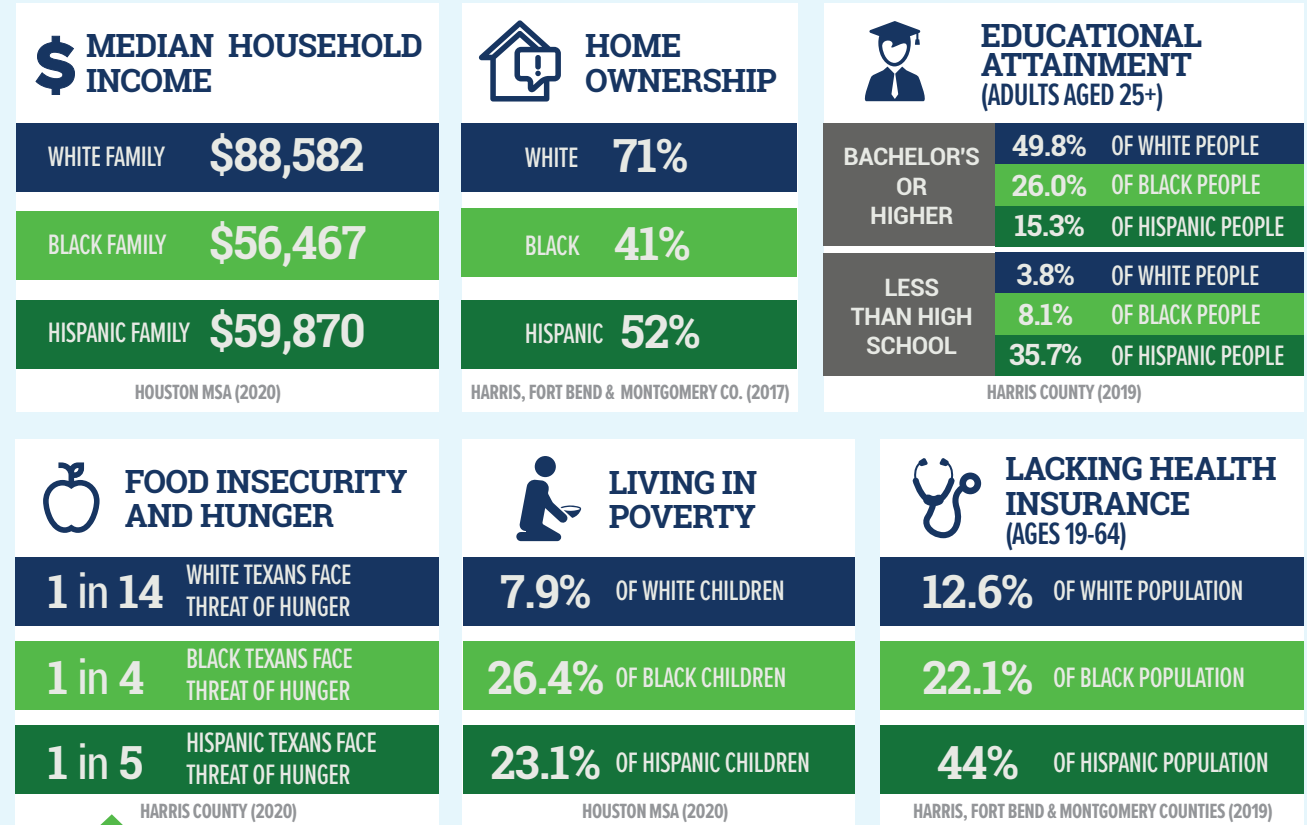 MEDIAN HOUSEHOLD
INCOME
WHITE FAMILY $88,582
BLACK FAMILY $56,467
HISPANIC FAMILY $59,870
HOUSTON MSA (2020)
HOME
OWNERSHIP
WHITE 71%
BLACK 41%
HISPANIC 52%
HARRIS, FORT BEND & MONTGOMERY CO. (2017)
EDUCATIONAL
ATTAINMENT
(ADULTS AGED 25+)
BACHELOR'S
OR
HIGHER
49.8% OF WHITE PEOPLE
26.0% OF BLACK PEOPLE
15.3% OF HISPANIC PEOPLE
LESS
THAN HIGH
SCHOOL
3.8% OF WHITE PEOPLE
8.1% OF BLACK PEOPLE
35.7% OF HISPANIC PEOPLE
HARRIS COUNTY (2019)
FOOD INSECURITY
AND HUNGER
1 in 14 WHITE TEXANS FACE
THREAT OF HUNGER
1 in 4 BLACK TEXANS FACE
THREAT OF HUNGER
1 in 5 HISPANIC TEXANS FACE
THREAT OF HUNGER
HARRIS COUNTY (2020)
LIVING IN
POVERTY
7.9% OF WHITE CHILDREN
26.4% OF BLACK CHILDREN
23.1% OF HISPANIC CHILDREN
HOUSTON MSA (2020)
LACKING HEALTH
INSURANCE
(AGES 19-64)
12.6% OF WHITE POPULATION
22.1% OF BLACK POPULATION
44% OF HISPANIC POPULATION
HARRIS, FORT BEND & MONTGOMERY COUNTIES (2019)